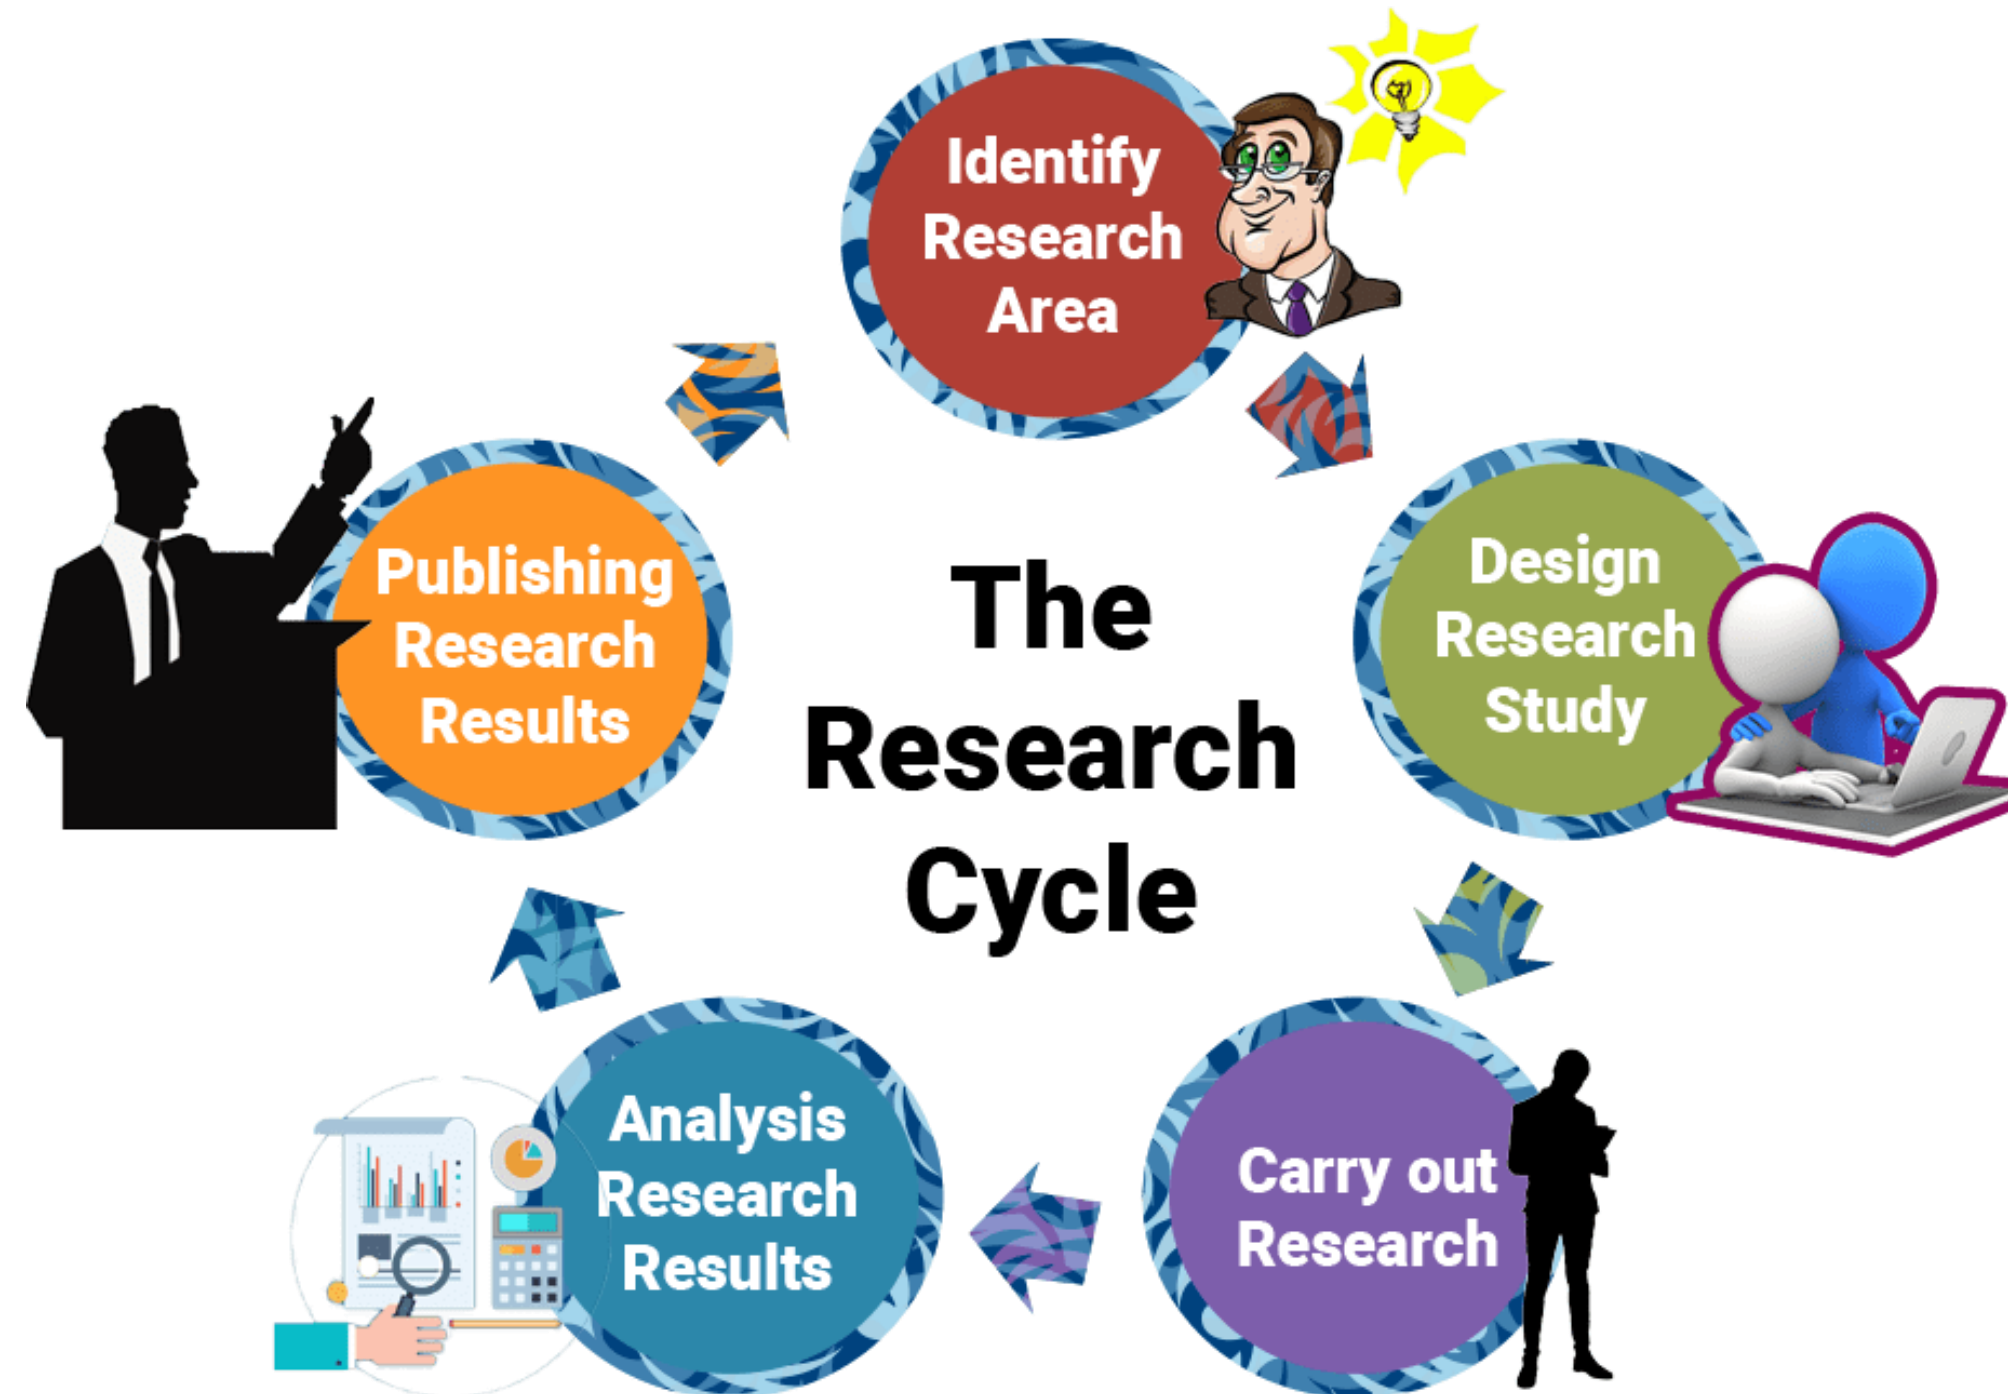 Identify
Research
Area
Design
Research
Study
Carry out
Research
Analysis
Research
Results
Publishing
Research
Results
The
Research
Cycle